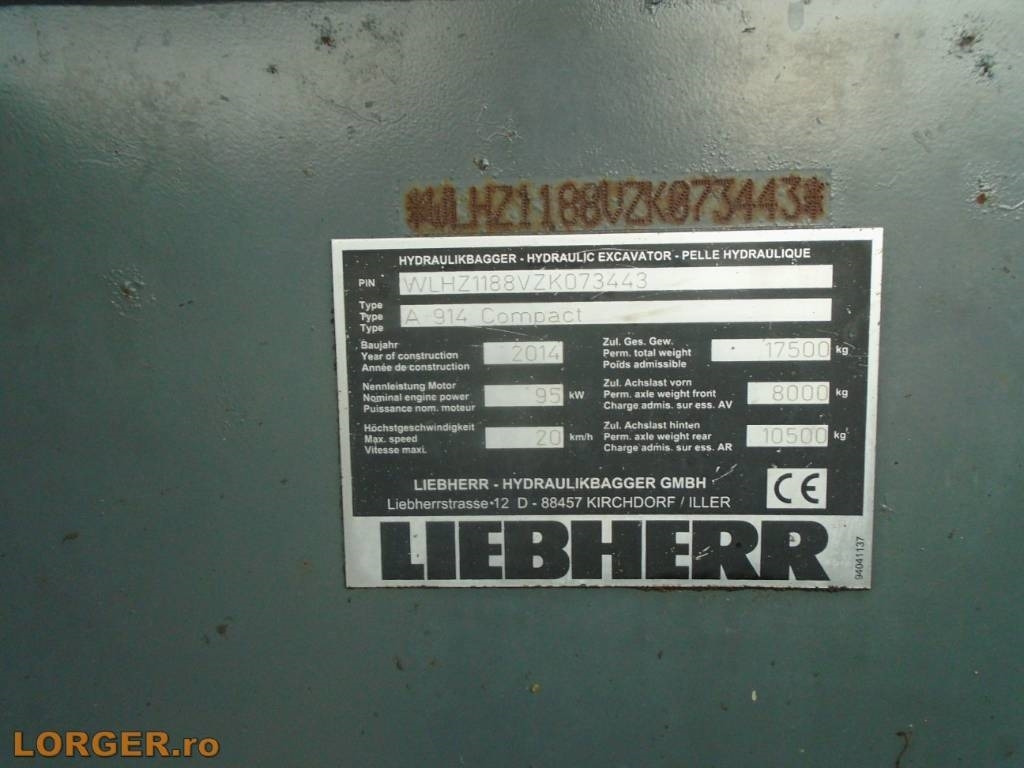 *WLHZ1188VZK073443*
HYDRAULIKBAGGER - HYDRAULIC EXCAVATOR - PELLE HYDRAULIQUE
PIN WLHZ1188VZK073443
Type
Type A 914 Compact
Type
Baujahr
Year of construction 2014
Année de construction
Zul. Ges. Gew.
Perm. total weight 17500 kg
Poids admissible
Nennleistung Motor
Nominal engine power 95 kW
Puissance nom. moteur
Zul. Achslast vorn
Perm. axle weight front 8000 kg
Charge admis. sur ess. AV
Höchstgeschwindigkeit
Max. speed 20 km/h
Vitesse maxi.
Zul. Achslast hinten
Perm. axle weight rear 10500 kg
Charge admis. sur ess. AR
LIEBHERR - HYDRAULIKBAGGER GMBH
Liebherrstrasse 12 D - 88457 KIRCHDORF / ILLER
CE
LIEBHERR
94041137
LORGER.ro